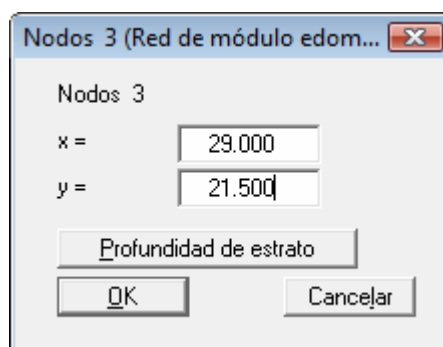 Nodos 3 (Red de módulo edom...
Nodos 3
x = 29.000
y = 21.500
Profundidad de estrato
OK Cancelar